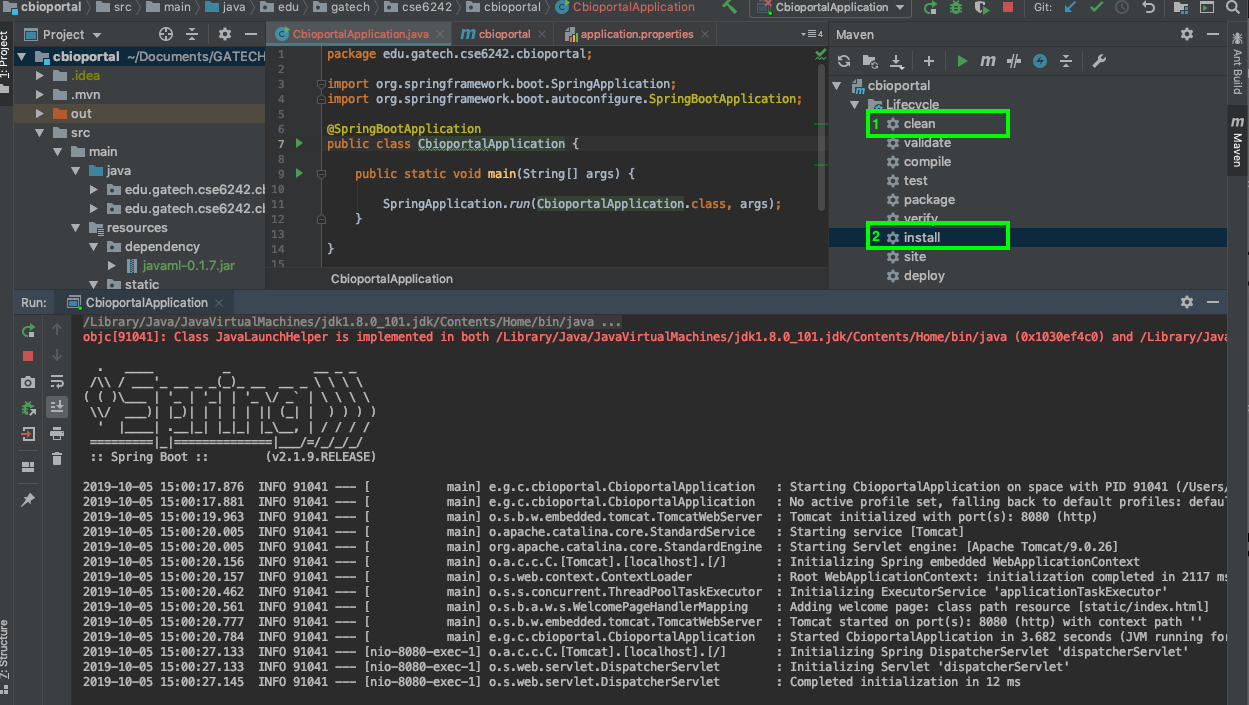 cbioportal src main java edu gatech cse6242 cbioportal CbioportalApplication CbioportalApplication Git:
Project
CbioportalApplication.java
cbioportal
application.properties
4
Maven
1: Project
cbioportal ~/Documents/GATECH
.idea
.mvn
out
src
main
java
edu.gatech.cse6242.cl
edu.gatech.cse6242.cl
resources
dependency
javaml-0.1.7.jar
static
1 package edu.gatech.cse6242.cbioportal;
2
3 import org.springframework.boot.SpringApplication;
4 import org.springframework.boot.autoconfigure.SpringBootApplication;
5
6 @SpringBootApplication
7 public class CbioportalApplication {
8
9 public static void main(String[] args) {
10
11 SpringApplication.run(CbioportalApplication.class, args);
12 }
13
14 }
15
CbioportalApplication
cbioportal
Lifecycle
1 clean
validate
compile
test
package
verify
2 install
site
deploy
Ant Build
Maven
Run: CbioportalApplication
/Library/Java/JavaVirtualMachines/jdk1.8.0_101.jdk/Contents/Home/bin/java ...
objc[91041]: Class JavaLaunchHelper is implemented in both /Library/Java/JavaVirtualMachines/jdk1.8.0_101.jdk/Contents/Home/bin/java (0x1030ef4c0) and /Library/Java
Spring
:: Spring Boot :: (v2.1.9.RELEASE)
2019-10-05 15:00:17.876 INFO 91041 --- [ main] e.g.c.cbioportal.CbioportalApplication : Starting CbioportalApplication on space with PID 91041 (/Users/
2019-10-05 15:00:17.881 INFO 91041 --- [ main] e.g.c.cbioportal.CbioportalApplication : No active profile set, falling back to default profiles: defau
2019-10-05 15:00:19.963 INFO 91041 --- [ main] o.s.b.w.embedded.tomcat.TomcatWebServer : Tomcat initialized with port(s): 8080 (http)
2019-10-05 15:00:20.005 INFO 91041 --- [ main] o.apache.catalina.core.StandardService : Starting service [Tomcat]
2019-10-05 15:00:20.005 INFO 91041 --- [ main] org.apache.catalina.core.StandardEngine : Starting Servlet engine: [Apache Tomcat/9.0.26]
2019-10-05 15:00:20.156 INFO 91041 --- [ main] o.a.c.c.C.[Tomcat].[localhost].[/] : Initializing Spring embedded WebApplicationContext
2019-10-05 15:00:20.157 INFO 91041 --- [ main] o.s.web.context.ContextLoader : Root WebApplicationContext: initialization completed in 2117 ms
2019-10-05 15:00:20.462 INFO 91041 --- [ main] o.s.s.concurrent.ThreadPoolTaskExecutor : Initializing ExecutorService 'applicationTaskExecutor'
2019-10-05 15:00:20.561 INFO 91041 --- [ main] o.s.b.a.w.s.WelcomePageHandlerMapping : Adding welcome page: class path resource [static/index.html]
2019-10-05 15:00:20.777 INFO 91041 --- [ main] o.s.b.w.embedded.tomcat.TomcatWebServer : Tomcat started on port(s): 8080 (http) with context path ''
2019-10-05 15:00:20.784 INFO 91041 --- [ main] e.g.c.cbioportal.CbioportalApplication : Started CbioportalApplication in 3.682 seconds (JVM running for
2019-10-05 15:00:27.133 INFO 91041 --- [nio-8080-exec-1] o.a.c.c.C.[Tomcat].[localhost].[/] : Initializing Spring DispatcherServlet 'dispatcherServlet'
2019-10-05 15:00:27.133 INFO 91041 --- [nio-8080-exec-1] o.s.web.servlet.DispatcherServlet : Initializing Servlet 'dispatcherServlet'
2019-10-05 15:00:27.145 INFO 91041 --- [nio-8080-exec-1] o.s.web.servlet.DispatcherServlet : Completed initialization in 12 ms
Z: Structure